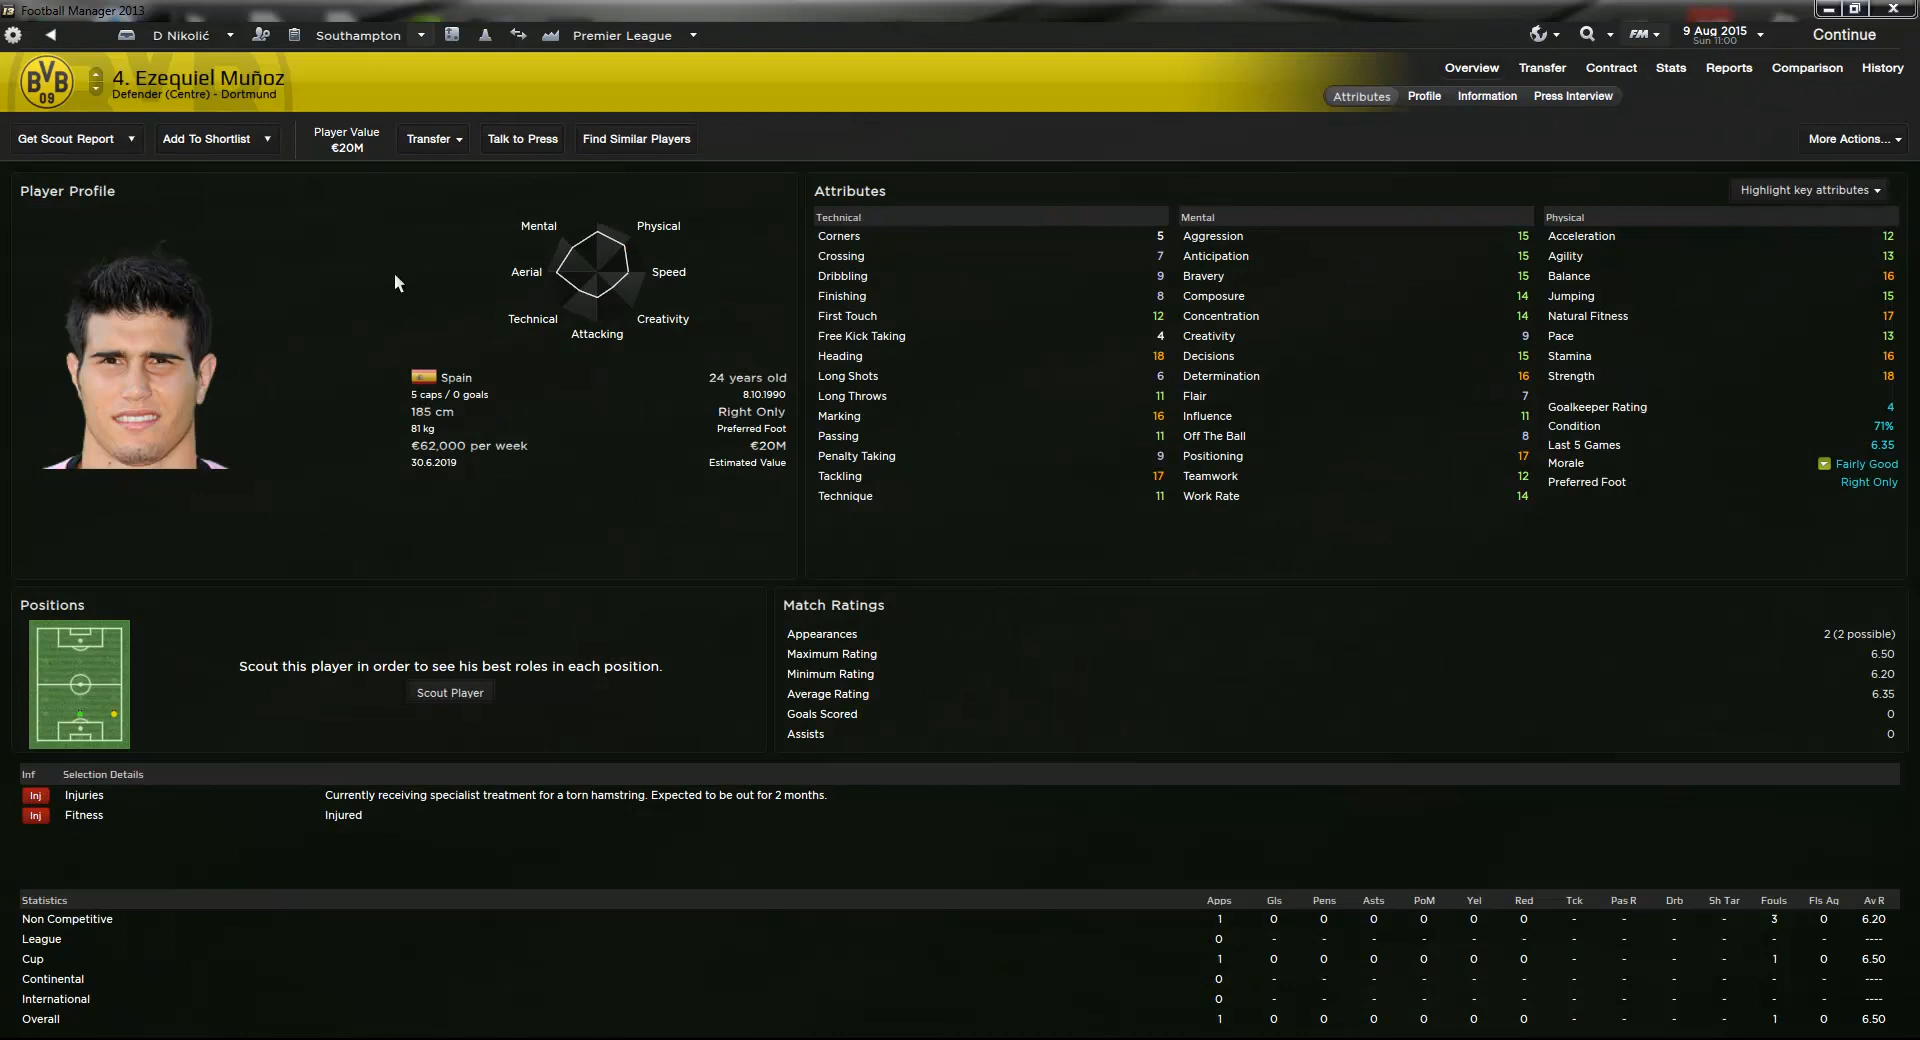 Football Manager 2013
D Nikolić Southampton Premier League FM 9 Aug 2015 Continue
Sun 11:00
BVB 09
4. Ezequiel Muñoz
Defender (Centre) - Dortmund
Overview Transfer Contract Stats Reports Comparison History
Attributes Profile Information Press Interview
Get Scout Report Add To Shortlist Player Value Transfer Talk to Press Find Similar Players More Actions...
€20M
Player Profile
Mental Physical
Aerial Speed
Technical Creativity
Attacking
Spain 24 years old
5 caps / 0 goals 8.10.1990
185 cm Right Only
81 kg Preferred Foot
€62,000 per week €20M
30.6.2019 Estimated Value
Attributes Highlight key attributes
Technical Mental Physical
Corners 5 Aggression 15 Acceleration 12
Crossing 7 Anticipation 15 Agility 13
Dribbling 9 Bravery 15 Balance 16
Finishing 8 Composure 14 Jumping 15
First Touch 12 Concentration 14 Natural Fitness 17
Free Kick Taking 4 Creativity 9 Pace 13
Heading 18 Decisions 15 Stamina 16
Long Shots 6 Determination 16 Strength 18
Long Throws 11 Flair 7
Marking 16 Influence 11 Goalkeeper Rating 4
Passing 11 Off The Ball 8 Condition 71%
Penalty Taking 9 Positioning 17 Last 5 Games 6.35
Tackling 17 Teamwork 12 Morale Fairly Good
Technique 11 Work Rate 14 Preferred Foot Right Only
Positions
Scout this player in order to see his best roles in each position.
Scout Player
Match Ratings
Appearances 2 (2 possible)
Maximum Rating 6.50
Minimum Rating 6.20
Average Rating 6.35
Goals Scored 0
Assists 0
Inf Selection Details
Inj Injuries Currently receiving specialist treatment for a torn hamstring. Expected to be out for 2 months.
Inj Fitness Injured
Statistics Apps Gls Pens Asts PoM Yel Red Tck Pas R Drb Sh Tar Fouls Fls Ag Av R
Non Competitive 1 0 0 0 0 0 0 - - - - 3 0 6.20
League 0 - - - - - - - - - - - - ----
Cup 1 0 0 0 0 0 0 - - - - 1 0 6.50
Continental 0 - - - - - - - - - - - - ----
International 0 - - - - - - - - - - - - ----
Overall 1 0 0 0 0 0 0 - - - - 1 0 6.50